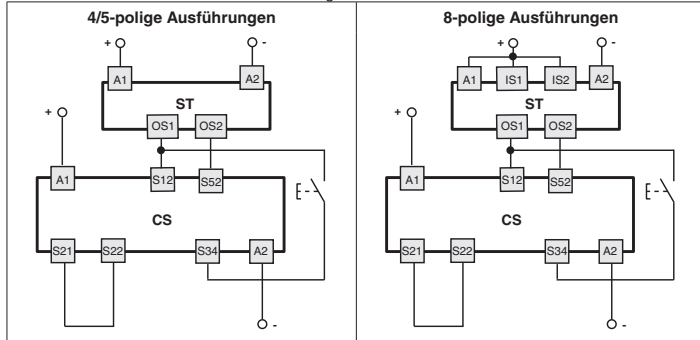 4/5-polige Ausführungen
+ -
A1 A2
ST
OS1 OS2
+
A1 S12 S52
CS
S21 S22 S34 A2
-
8-polige Ausführungen
+ -
A1 IS1 IS2 A2
ST
OS1 OS2
+
A1 S12 S52
CS
S21 S22 S34 A2
-